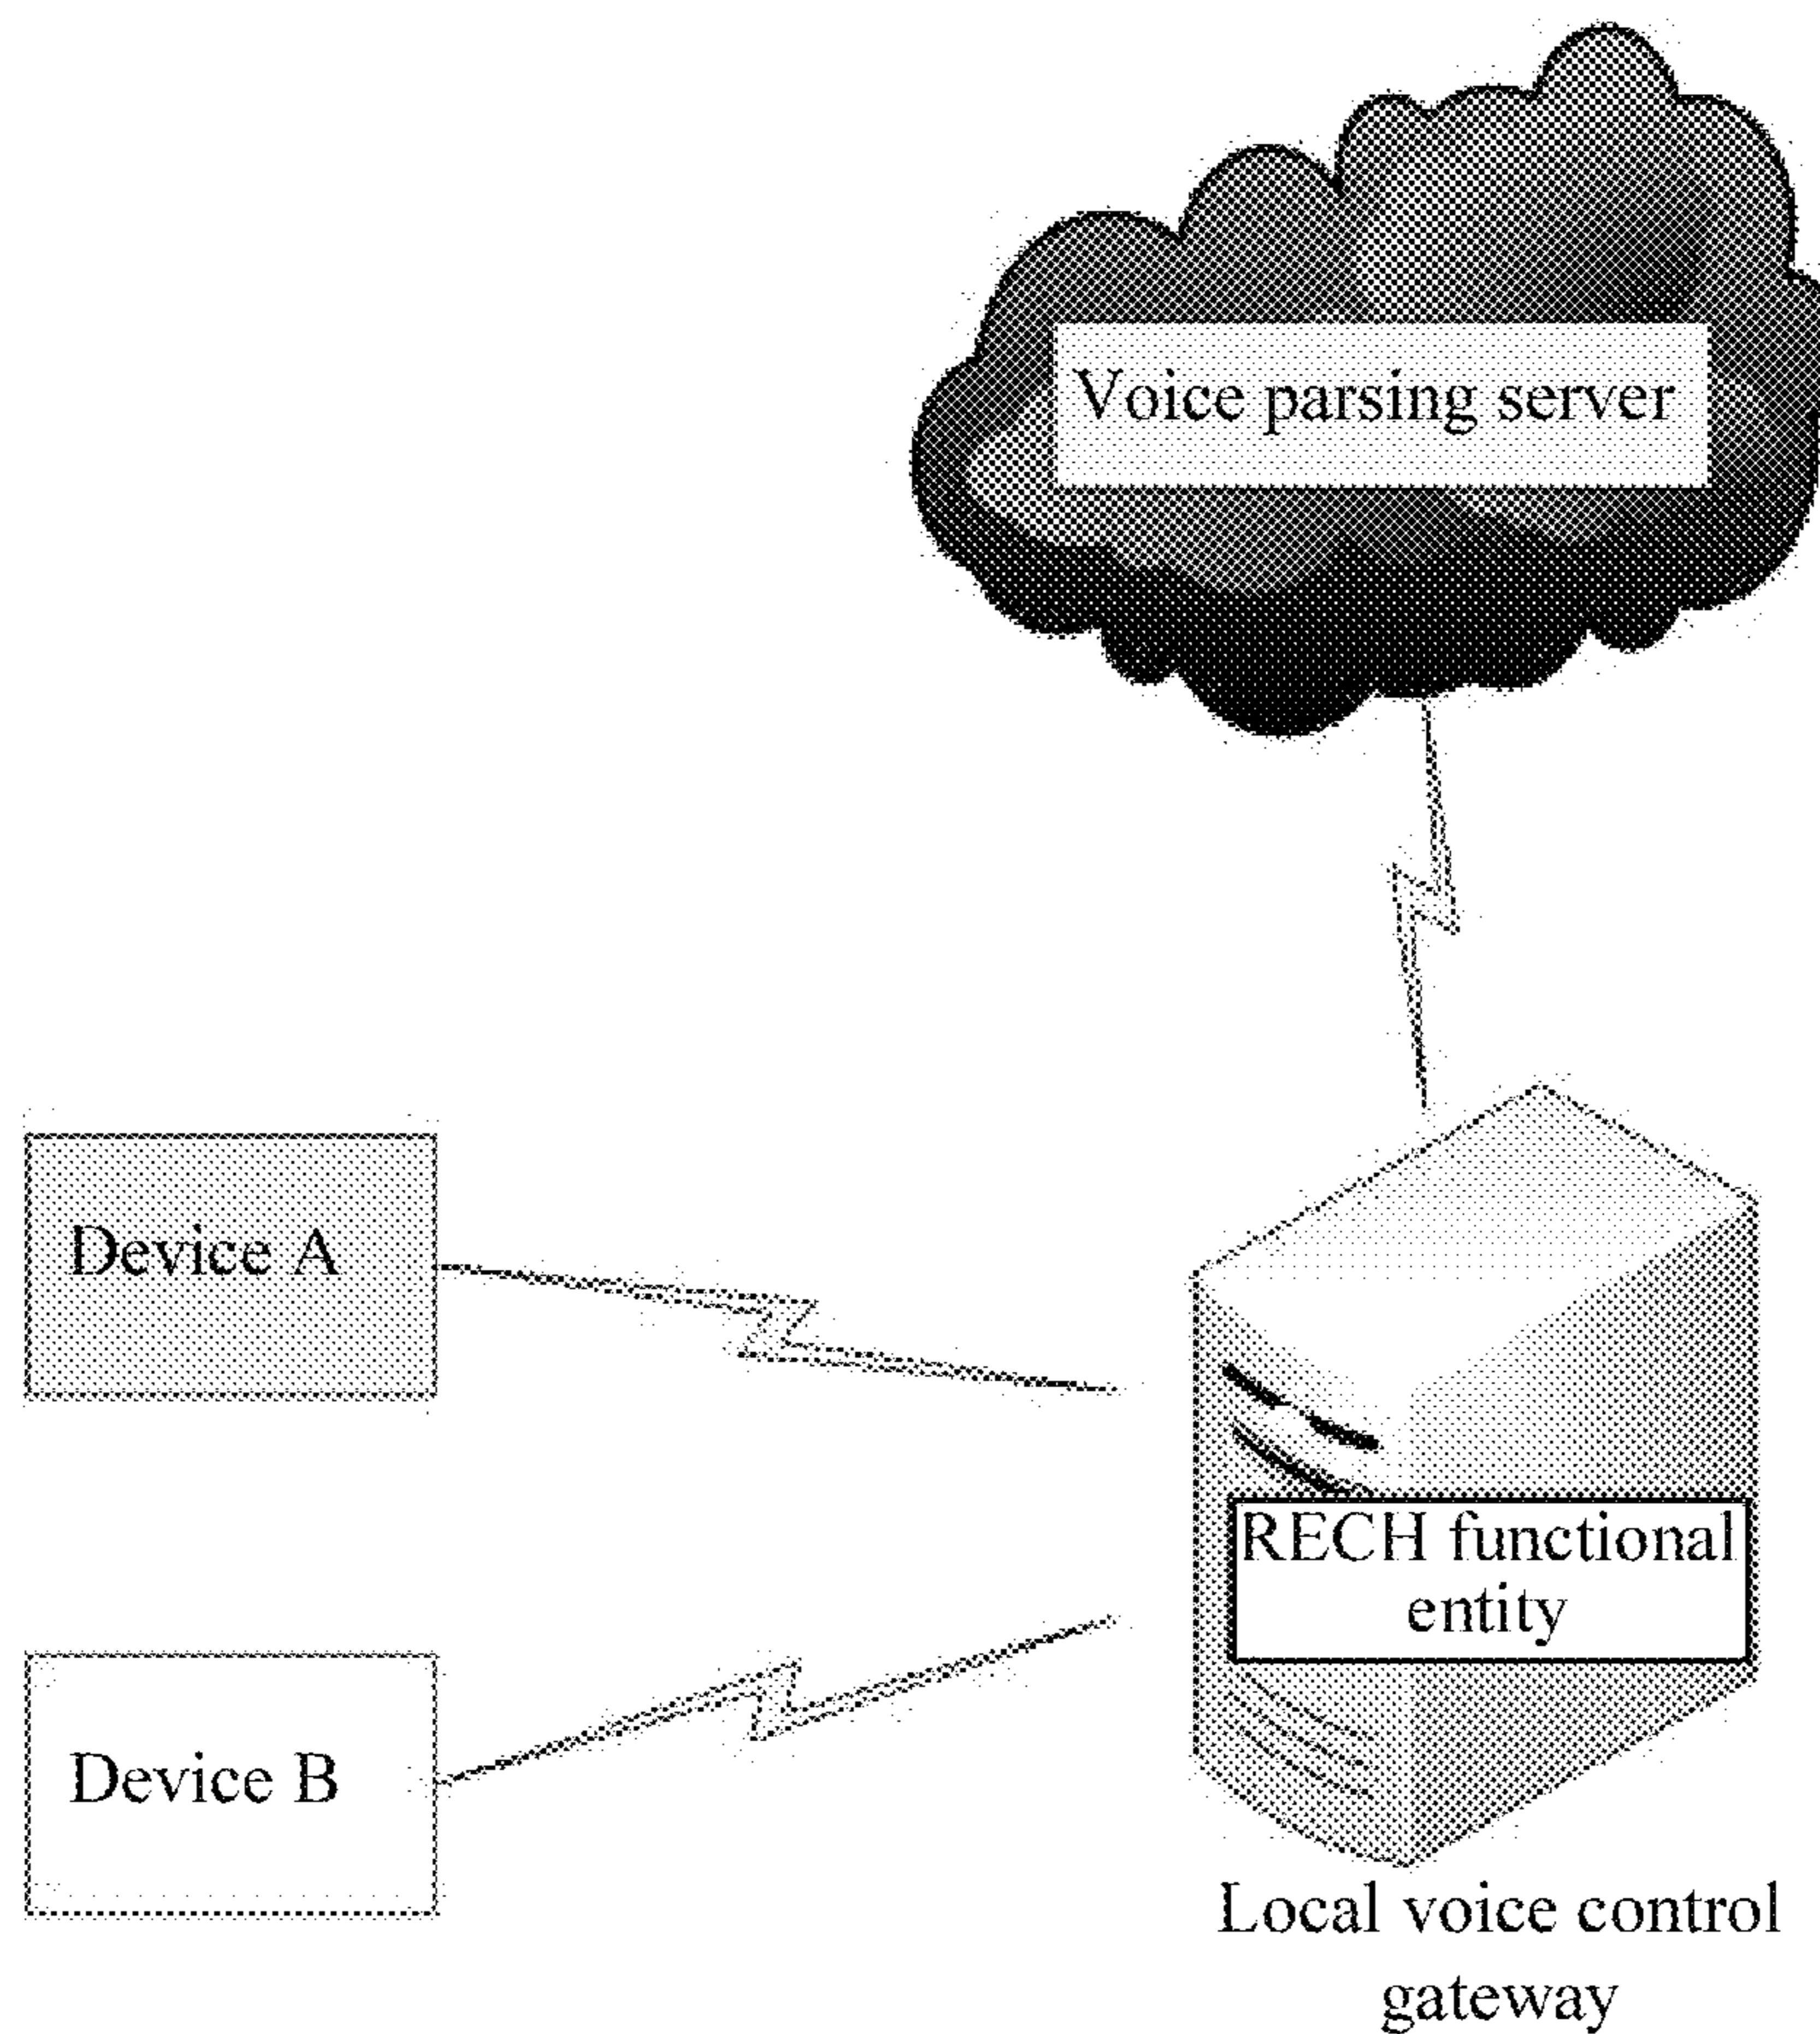 Voice parsing server
Device A
RECH functional
entity
Device B
Local voice control
gateway